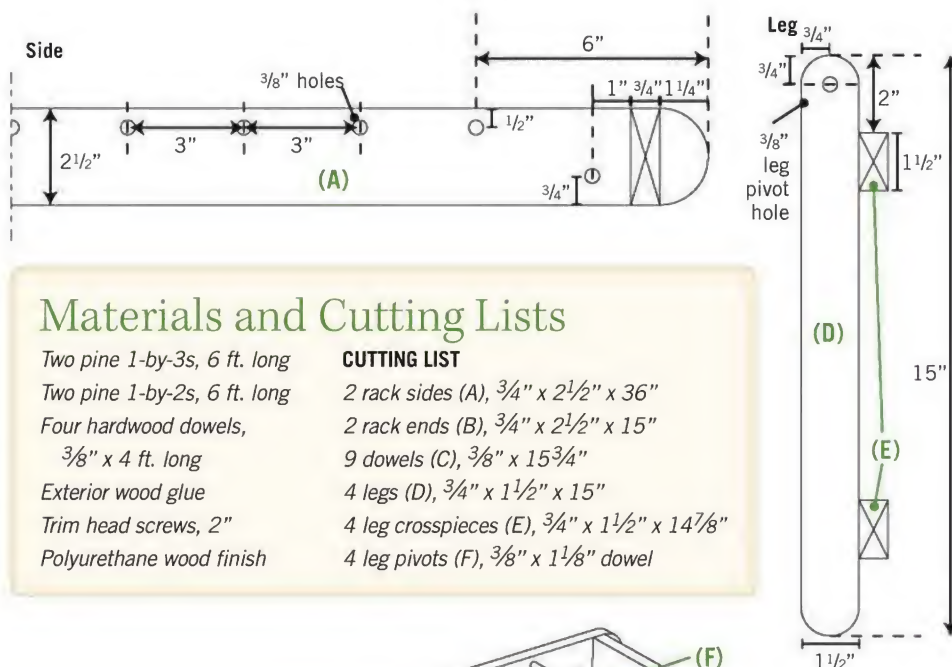 Side
6”
3/8” holes
1” 3/4” 1 1/4”
1/2”
3”
3”
2 1/2”
(A)
3/4”
Leg
3/4”
3/4”
2”
3/8”
leg
pivot
hole
1 1/2”
(D)
15”
(E)
1 1/2”
Materials and Cutting Lists
Two pine 1-by-3s, 6 ft. long
Two pine 1-by-2s, 6 ft. long
Four hardwood dowels,
3/8” x 4 ft. long
Exterior wood glue
Trim head screws, 2”
Polyurethane wood finish
CUTTING LIST
2 rack sides (A), 3/4” x 2 1/2” x 36”
2 rack ends (B), 3/4” x 2 1/2” x 15”
9 dowels (C), 3/8” x 15 3/4”
4 legs (D), 3/4” x 1 1/2” x 15”
4 leg crosspieces (E), 3/4” x 1 1/2” x 14 7/8”
4 leg pivots (F), 3/8” x 1 1/8” dowel
(F)